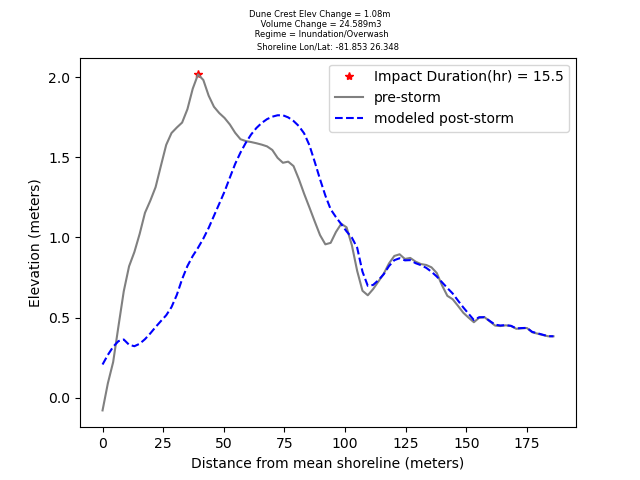 Dune Crest Elev Change = 1.08m
Volume Change = 24.589m3
Regime = Inundation/Overwash
Shoreline Lon/Lat: -81.853 26.348
Impact Duration(hr) = 15.5
pre-storm
modeled post-storm
Elevation (meters)
2.0
1.5
1.0
0.5
0.0
0 25 50 75 100 125 150 175
Distance from mean shoreline (meters)